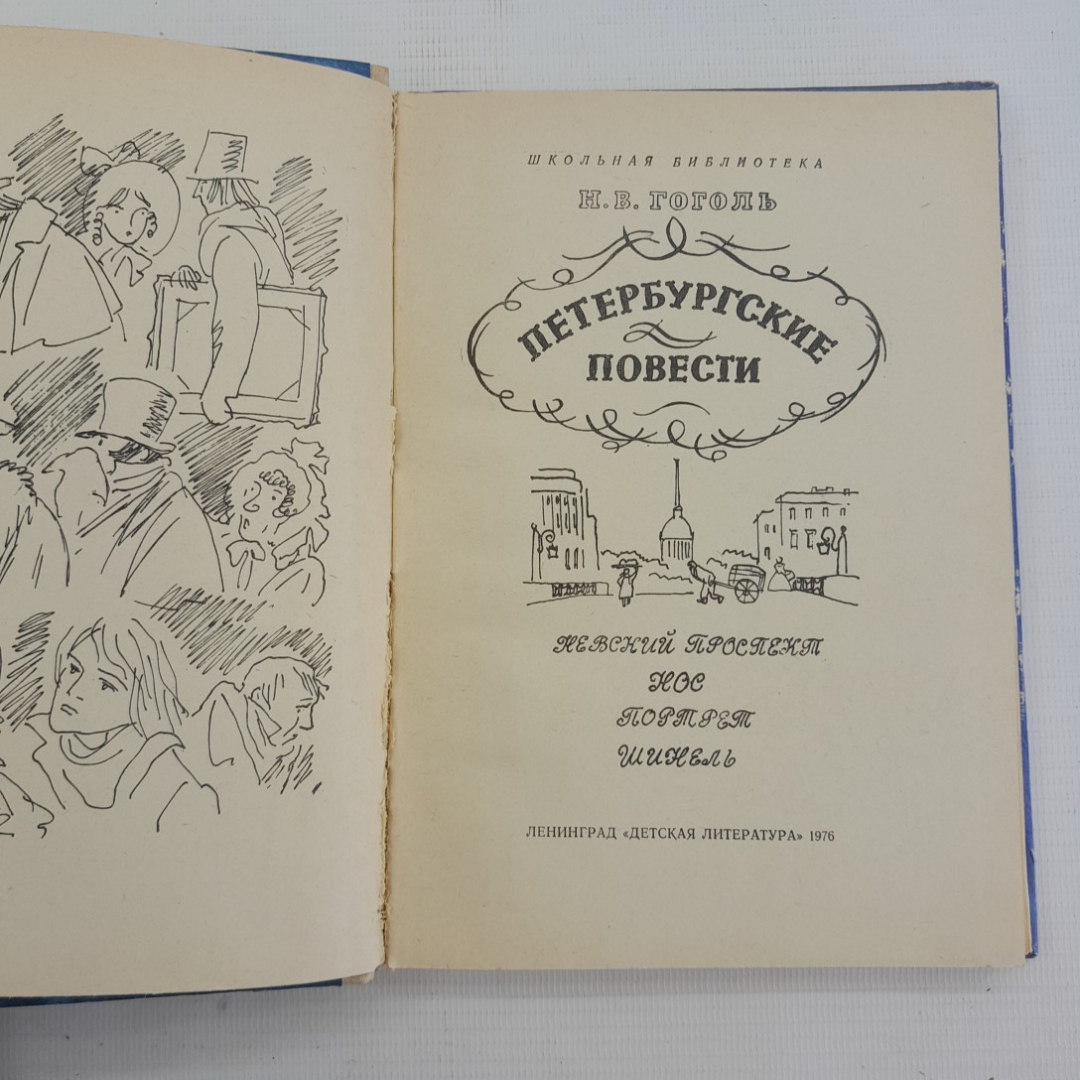 ШКОЛЬНАЯ БИБЛИОТЕКА
Н. В. ГОГОЛЬ
ПЕТЕРБУРГСКИЕ
ПОВЕСТИ
НЕВСКИЙ ПРОСПЕКТ
НОС
ПОРТРЕТ
ШИНЕЛЬ
ЛЕНИНГРАД «ДЕТСКАЯ ЛИТЕРАТУРА» 1976